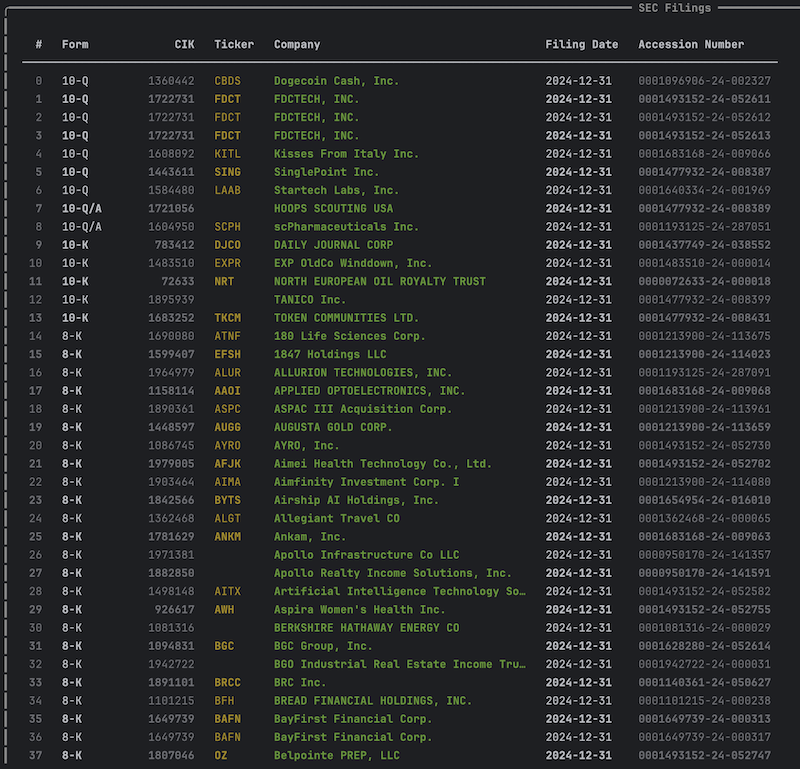 SEC Filings
# Form CIK Ticker Company Filing Date Accession Number
0 10-Q 1360442 CBDS Dogecoin Cash, Inc. 2024-12-31 0001096906-24-002327
1 10-Q 1722731 FDCT FDCTECH, INC. 2024-12-31 0001493152-24-052611
2 10-Q 1722731 FDCT FDCTECH, INC. 2024-12-31 0001493152-24-052612
3 10-Q 1722731 FDCT FDCTECH, INC. 2024-12-31 0001493152-24-052613
4 10-Q 1608092 KITL Kisses From Italy Inc. 2024-12-31 0001683168-24-009066
5 10-Q 1443611 SING SinglePoint Inc. 2024-12-31 0001477932-24-008387
6 10-Q 1584480 LAAB Startech Labs, Inc. 2024-12-31 0001640334-24-001969
7 10-Q/A 1721056 HOOPS SCOUTING USA 2024-12-31 0001477932-24-008389
8 10-Q/A 1604950 SCPH scPharmaceuticals Inc. 2024-12-31 0001193125-24-287051
9 10-K 783412 DJCO DAILY JOURNAL CORP 2024-12-31 0001437749-24-038552
10 10-K 1483510 EXPR EXP OldCo Winddown, Inc. 2024-12-31 0001483510-24-000014
11 10-K 72633 NRT NORTH EUROPEAN OIL ROYALTY TRUST 2024-12-31 0000072633-24-000018
12 10-K 1895939 TANICO Inc. 2024-12-31 0001477932-24-008399
13 10-K 1683252 TKCM TOKEN COMMUNITIES LTD. 2024-12-31 0001477932-24-008431
14 8-K 1690080 ATNF 180 Life Sciences Corp. 2024-12-31 0001213900-24-113675
15 8-K 1599407 EFSH 1847 Holdings LLC 2024-12-31 0001213900-24-114023
16 8-K 1964979 ALUR ALLURION TECHNOLOGIES, INC. 2024-12-31 0001193125-24-287091
17 8-K 1158114 AAOI APPLIED OPTOELECTRONICS, INC. 2024-12-31 0001683168-24-009068
18 8-K 1890361 ASPC ASPAC III Acquisition Corp. 2024-12-31 0001213900-24-113961
19 8-K 1448597 AUGG AUGUSTA GOLD CORP. 2024-12-31 0001213900-24-113659
20 8-K 1086745 AYRO AYRO, Inc. 2024-12-31 0001493152-24-052730
21 8-K 1979005 AFJK Aimei Health Technology Co., Ltd. 2024-12-31 0001493152-24-052702
22 8-K 1903464 AIMA Aimfinity Investment Corp. I 2024-12-31 0001213900-24-114080
23 8-K 1842566 BYTS Airship AI Holdings, Inc. 2024-12-31 0001654954-24-016010
24 8-K 1362468 ALGT Allegiant Travel CO 2024-12-31 0001362468-24-000065
25 8-K 1781629 ANKM Ankam, Inc. 2024-12-31 0001683168-24-009063
26 8-K 1971381 Apollo Infrastructure Co LLC 2024-12-31 0000950170-24-141357
27 8-K 1882850 Apollo Realty Income Solutions, Inc. 2024-12-31 0000950170-24-141591
28 8-K 1498148 AITX Artificial Intelligence Technology So… 2024-12-31 0001493152-24-052582
29 8-K 926617 AWH Aspira Women's Health Inc. 2024-12-31 0001493152-24-052755
30 8-K 1081316 BERKSHIRE HATHAWAY ENERGY CO 2024-12-31 0001081316-24-000029
31 8-K 1094831 BGC BGC Group, Inc. 2024-12-31 0001628280-24-052614
32 8-K 1942722 BGO Industrial Real Estate Income Tru… 2024-12-31 0001942722-24-000031
33 8-K 1891101 BRCC BRC Inc. 2024-12-31 0001140361-24-050627
34 8-K 1101215 BFH BREAD FINANCIAL HOLDINGS, INC. 2024-12-31 0001101215-24-000238
35 8-K 1649739 BAFN BayFirst Financial Corp. 2024-12-31 0001649739-24-000313
36 8-K 1649739 BAFN BayFirst Financial Corp. 2024-12-31 0001649739-24-000317
37 8-K 1807046 OZ Belpointe PREP, LLC 2024-12-31 0001493152-24-052747